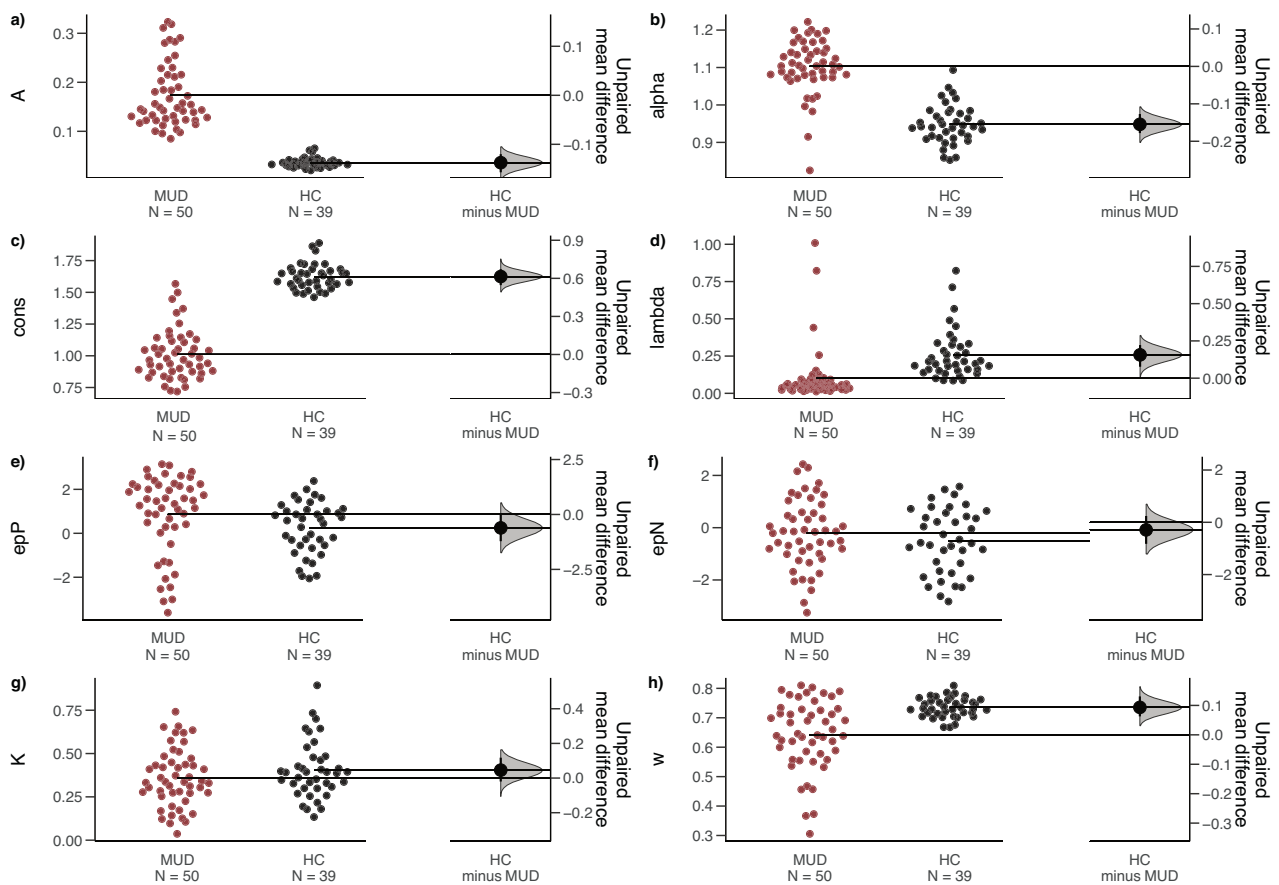 a)
A
0.3
0.2
0.1
0.1
0.0
−0.1
Unpaired
mean difference
MUD
N = 50
HC
N = 39
HC
minus MUD
b)
alpha
1.2
1.1
1.0
0.9
0.1
0.0
−0.1
−0.2
Unpaired
mean difference
MUD
N = 50
HC
N = 39
HC
minus MUD
c)
cons
1.75
1.50
1.25
1.00
0.75
0.9
0.6
0.3
0.0
−0.3
Unpaired
mean difference
MUD
N = 50
HC
N = 39
HC
minus MUD
d)
lambda
1.00
0.75
0.50
0.25
0.00
0.75
0.50
0.25
0.00
Unpaired
mean difference
MUD
N = 50
HC
N = 39
HC
minus MUD
e)
epP
2
0
−2
2.5
0.0
−2.5
Unpaired
mean difference
MUD
N = 50
HC
N = 39
HC
minus MUD
f)
epN
2
0
−2
2
0
−2
Unpaired
mean difference
MUD
N = 50
HC
N = 39
HC
minus MUD
g)
K
0.75
0.50
0.25
0.00
0.4
0.2
0.0
−0.2
Unpaired
mean difference
MUD
N = 50
HC
N = 39
HC
minus MUD
h)
w
0.8
0.7
0.6
0.5
0.4
0.3
0.1
0.0
−0.1
−0.2
−0.3
Unpaired
mean difference
MUD
N = 50
HC
N = 39
HC
minus MUD